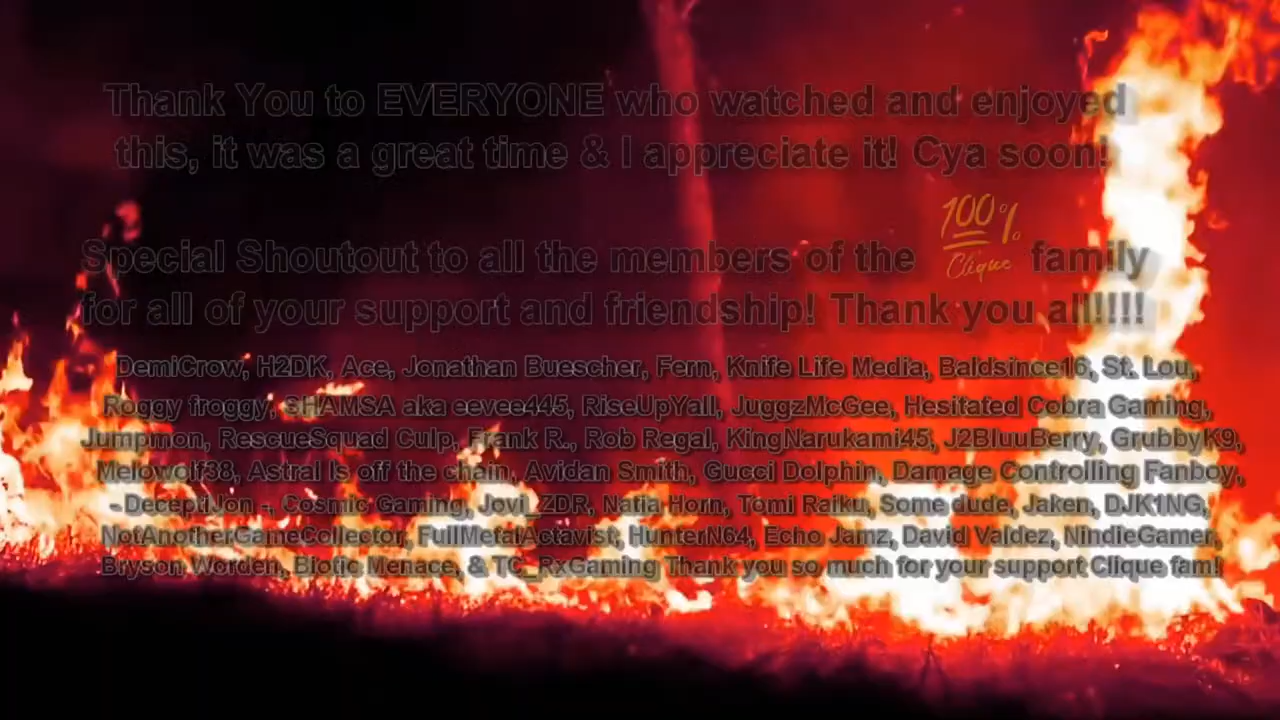 Thank You to EVERYONE who watched and enjoyed
this, it was a great time & I appreciate it! Cya soon!
100%
Special Shoutout to all the members of the Clique family
for all of your support and friendship! Thank you all!!!!!
DemiCrow, H2DK, Ace, Jonathan Buescher, Fern, Knife Life Media, Baldsince16, St. Lou,
Roggy froggy, SHAMSA aka eevee445, RiseUpYall, JuggzMcGee, Hesitated Cobra Gaming,
Jumpmon, RescueSquad Culp, Frank R., Rob Regal, KingNarukami45, J2BluuBerry, GrubbyK9,
Melowolf38, Astral Is off the chain, Avidan Smith, Gucci Dolphin, Damage Controlling Fanboy,
- Decept!on -, Cosmic Gaming, Jovi_ZDR, Natia Horn, Tomi Raiku, Some dude, Jaken, DJK1NG,
NotAnotherGameCollector, FullMetalActavist, HunterN64, Echo Jamz, David Valdez, NindieGamer,
Bryson Worden, Biotic Menace, & TC_RxGaming Thank you so much for your support Clique fam!